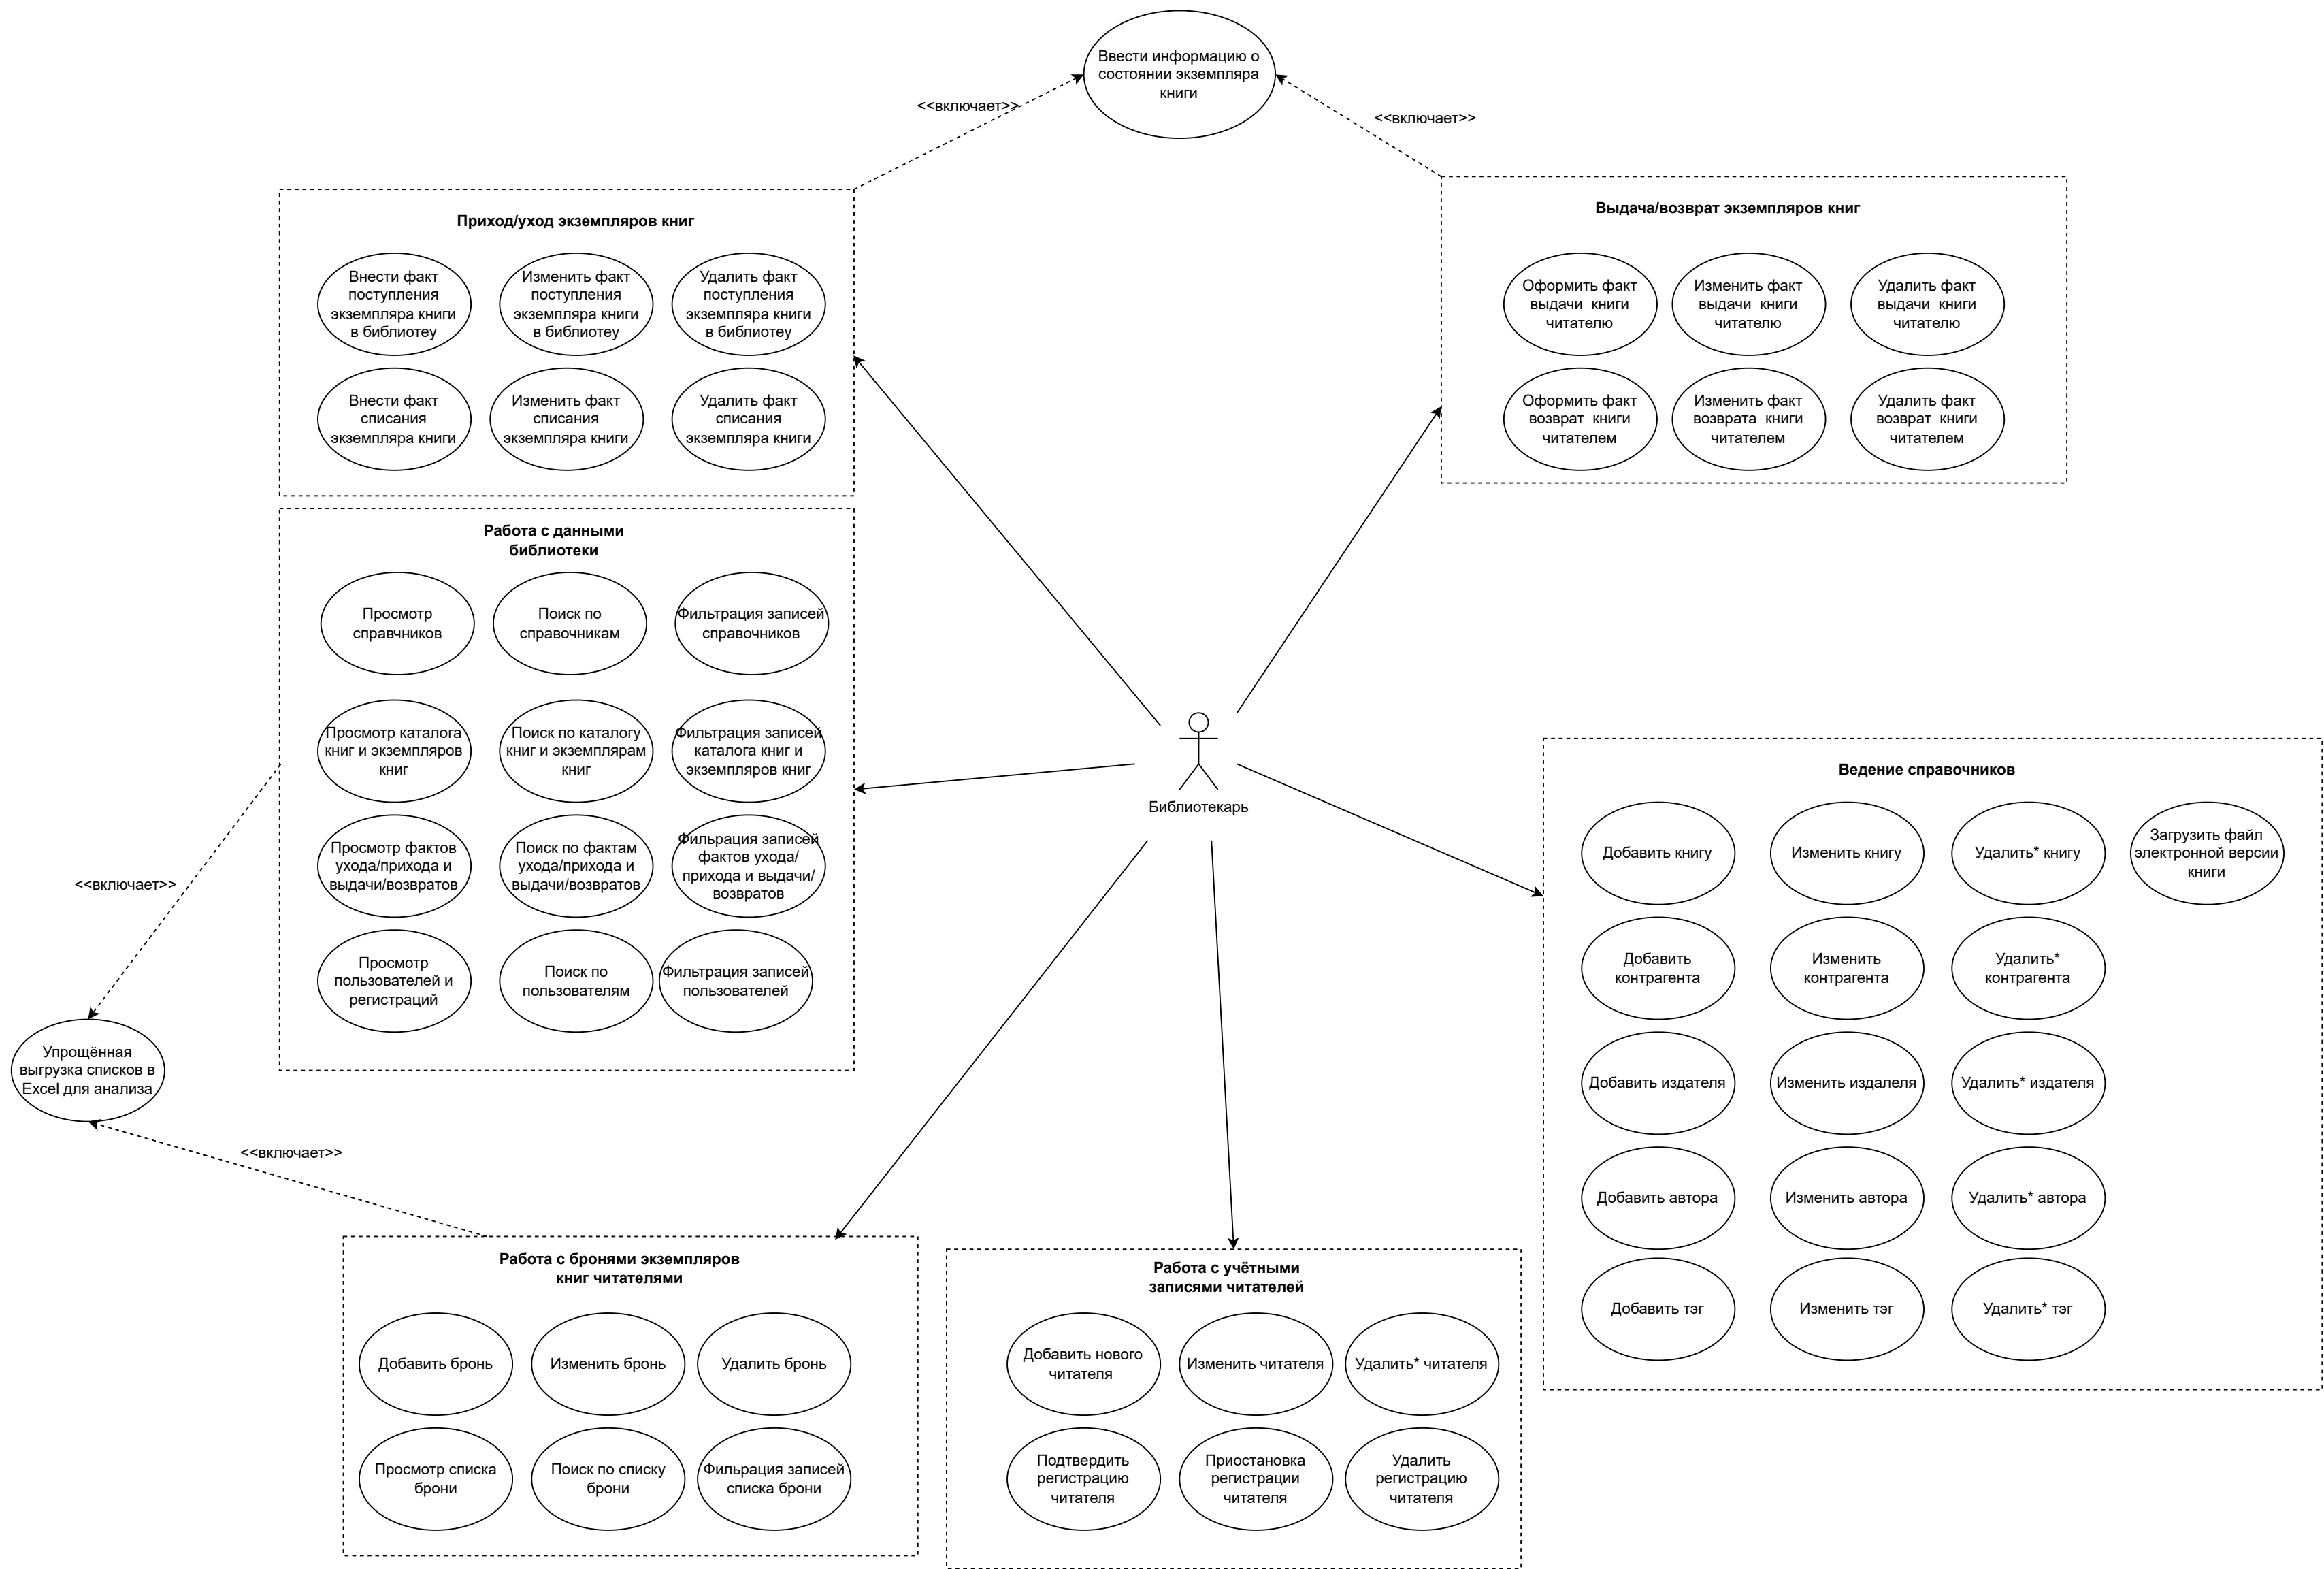 Ввести информацию о
состоянии экземпляра
книги
<<включает>>
<<включает>>
Приход/уход экземпляров книг
Внести факт
поступления
экземпляра книги
в библиотеу
Изменить факт
поступления
экземпляра книги
в библиотеу
Удалить факт
поступления
экземпляра книги
в библиотеу
Внести факт
списания
экземпляра книги
Изменить факт
списания
экземпляра книги
Удалить факт
списания
экземпляра книги
Выдача/возврат экземпляров книг
Оформить факт
выдачи книги
читателю
Изменить факт
выдачи книги
читателю
Удалить факт
выдачи книги
читателю
Оформить факт
возврат книги
читателем
Изменить факт
возврата книги
читателем
Удалить факт
возврат книги
читателем
Работа с данными
библиотеки
Просмотр
справчников
Поиск по
справочникам
Фильтрация записей
справочников
Просмотр каталога
книг и экземпляров
книг
Поиск по каталогу
книг и экземплярам
книг
Фильтрация записей
каталога книг и
экземпляров книг
Просмотр фактов
ухода/прихода и
выдачи/возвратов
Поиск по фактам
ухода/прихода и
выдачи/возвратов
Фильрация записей
фактов ухода/
прихода и выдачи/
возвратов
Просмотр
пользователей и
регистраций
Поиск по
пользователям
Фильтрация записей
пользователей
Библиотекарь
<<включает>>
Упрощённая
выгрузка списков в
Excel для анализа
<<включает>>
Ведение справочников
Добавить книгу
Изменить книгу
Удалить* книгу
Загрузить файл
электронной версии
книги
Добавить
контрагента
Изменить
контрагента
Удалить*
контрагента
Добавить издателя
Изменить издалеля
Удалить* издателя
Добавить автора
Изменить автора
Удалить* автора
Добавить тэг
Изменить тэг
Удалить* тэг
Работа с бронями экземпляров
книг читателями
Добавить бронь
Изменить бронь
Удалить бронь
Просмотр списка
брони
Поиск по списку
брони
Фильрация записей
списка брони
Работа с учётными
записями читателей
Добавить нового
читателя
Изменить читателя
Удалить* читателя
Подтвердить
регистрацию
читателя
Приостановка
регистрации
читателя
Удалить
регистрацию
читателя